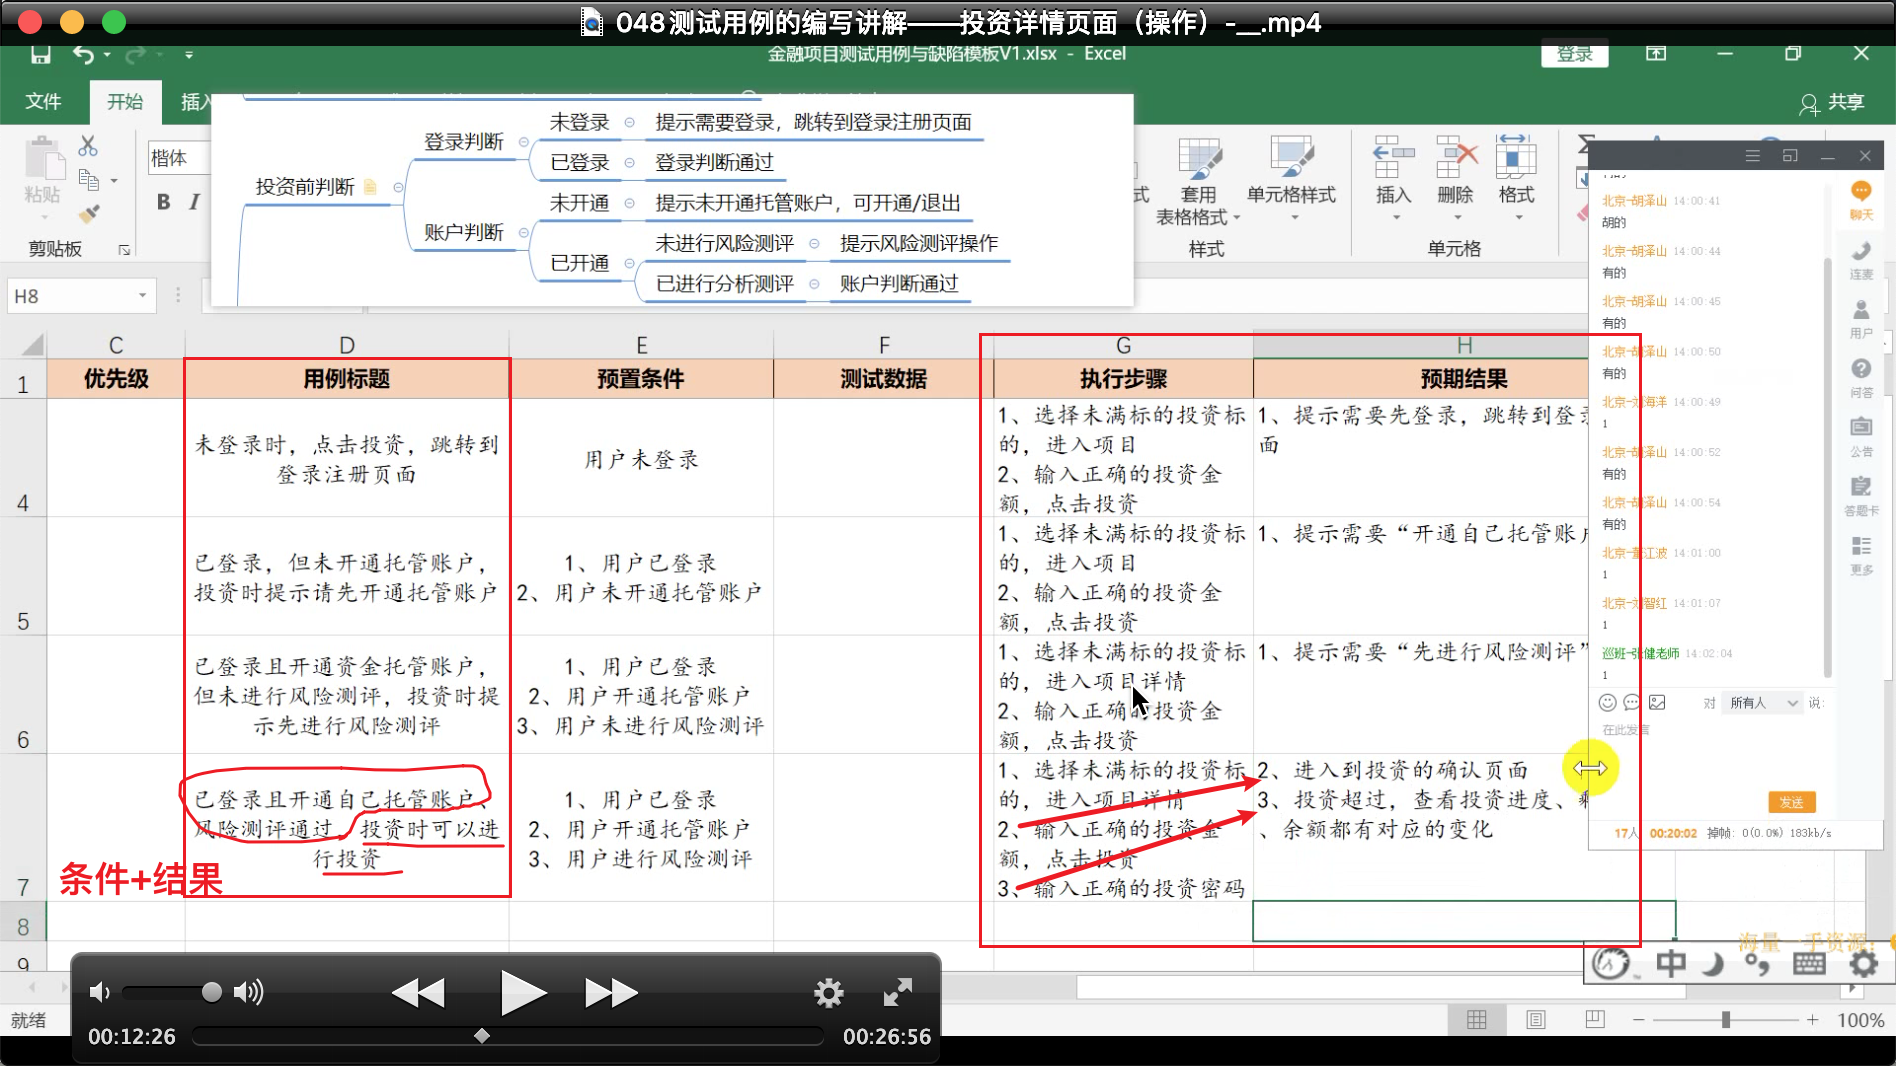 048测试用例的编写讲解——投资详情页面（操作）-__.mp4
金融项目测试用例与缺陷模板V1.xlsx - Excel
登录
文件
开始
插入
共享
粘贴
剪贴板
楷体
B I
套用
表格格式
单元格样式
样式
插入
删除
格式
单元格
投资前判断
登录判断
未登录
提示需要登录，跳转到登录注册页面
已登录
登录判断通过
账户判断
未开通
提示未开通托管账户，可开通/退出
已开通
未进行风险测评
提示风险测评操作
已进行分析测评
账户判断通过
H8
C D E F G H
1 优先级 用例标题 预置条件 测试数据 执行步骤 预期结果
4
未登录时，点击投资，跳转到
登录注册页面
用户未登录
1、选择未满标的投资标
的，进入项目
2、输入正确的投资金
额，点击投资
1、提示需要先登录，跳转到登录
面
5
已登录，但未开通托管账户，
投资时提示请先开通托管账户
1、用户已登录
2、用户未开通托管账户
1、选择未满标的投资标
的，进入项目
2、输入正确的投资金
额，点击投资
1、提示需要“开通自己托管账户
6
已登录且开通资金托管账户，
但未进行风险测评，投资时提
示先进行风险测评
1、用户已登录
2、用户开通托管账户
3、用户未进行风险测评
1、选择未满标的投资标
的，进入项目详情
2、输入正确的投资金
额，点击投资
1、提示需要“先进行风险测评”
7
已登录且开通自己托管账户、
风险测评通过，投资时可以进
行投资
1、用户已登录
2、用户开通托管账户
3、用户进行风险测评
1、选择未满标的投资标
的，进入项目详情
2、输入正确的投资金
额，点击投资
3、输入正确的投资密码
2、进入到投资的确认页面
3、投资超过，查看投资进度、剩
、余额都有对应的变化
8
9
条件+结果
北京-胡泽山 14:00:41
胡的
北京-胡泽山 14:00:44
有的
北京-胡泽山 14:00:45
有的
北京-胡泽山 14:00:50
有的
北京-刘海洋 14:00:49
1
北京-胡泽山 14:00:52
有的
北京-胡泽山 14:00:54
有的
北京-董江波 14:01:00
1
北京-刘智红 14:01:07
1
巡班-张健老师 14:02:04
1
聊天
连麦
用户
问答
公告
答题卡
更多
对 所有人 说:
在此发言
发送
17人 00:20:02 掉帧: 0(0.0%) 183kb/s
海量一手资源:
中
就绪
00:12:26
00:26:56
100%